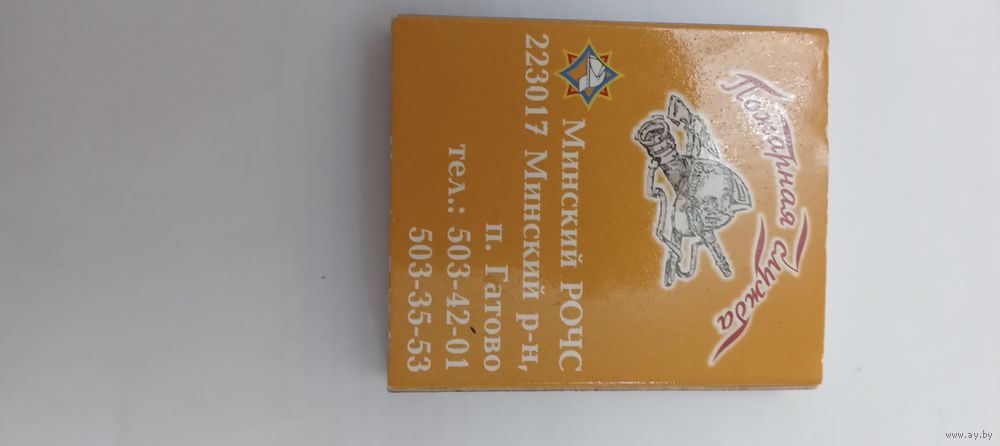 Пожарная служба
Минский РОЧС
223017 Минский р-н,
п. Гатово
тел.: 503-42-01
503-35-53
www.ay.by